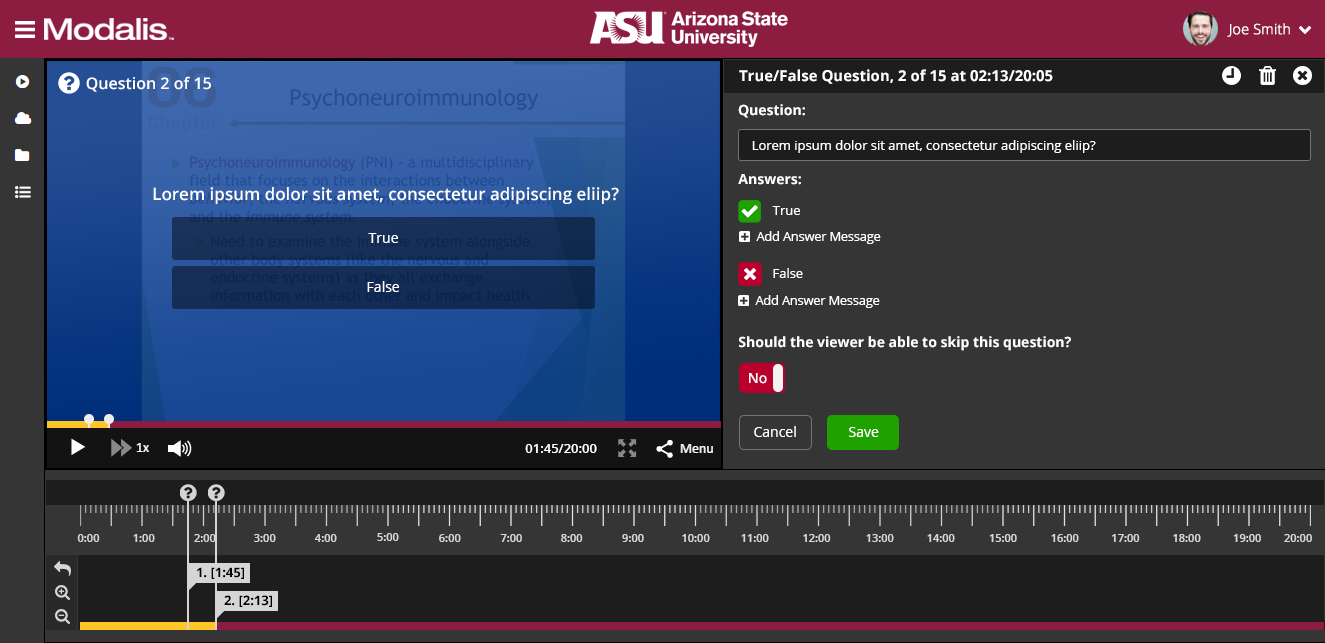 Modalis™
ASU Arizona State
University
Joe Smith
Question 2 of 15
08
Psychoneuroimmunology
Chapter
Psychoneuroimmunology (PNI) - a multidisciplinary
field that focuses on the interactions between
Lorem ipsum dolor sit amet, consectetur adipiscing eliip?
and the immune system.
True
Need to examine the immune system alongside
other body systems (like the nervous and
endocrine systems) as they all exchange
False
information with each other and impact health
1x
01:45/20:00
Menu
True/False Question, 2 of 15 at 02:13/20:05
Question:
Lorem ipsum dolor sit amet, consectetur adipiscing eliip?
Answers:
True
Add Answer Message
False
Add Answer Message
Should the viewer be able to skip this question?
No
Cancel
Save
0:00 1:00 2:00 3:00 4:00 5:00 6:00 7:00 8:00 9:00 10:00 11:00 12:00 13:00 14:00 15:00 16:00 17:00 18:00 19:00 20:00
1. [1:45]
2. [2:13]